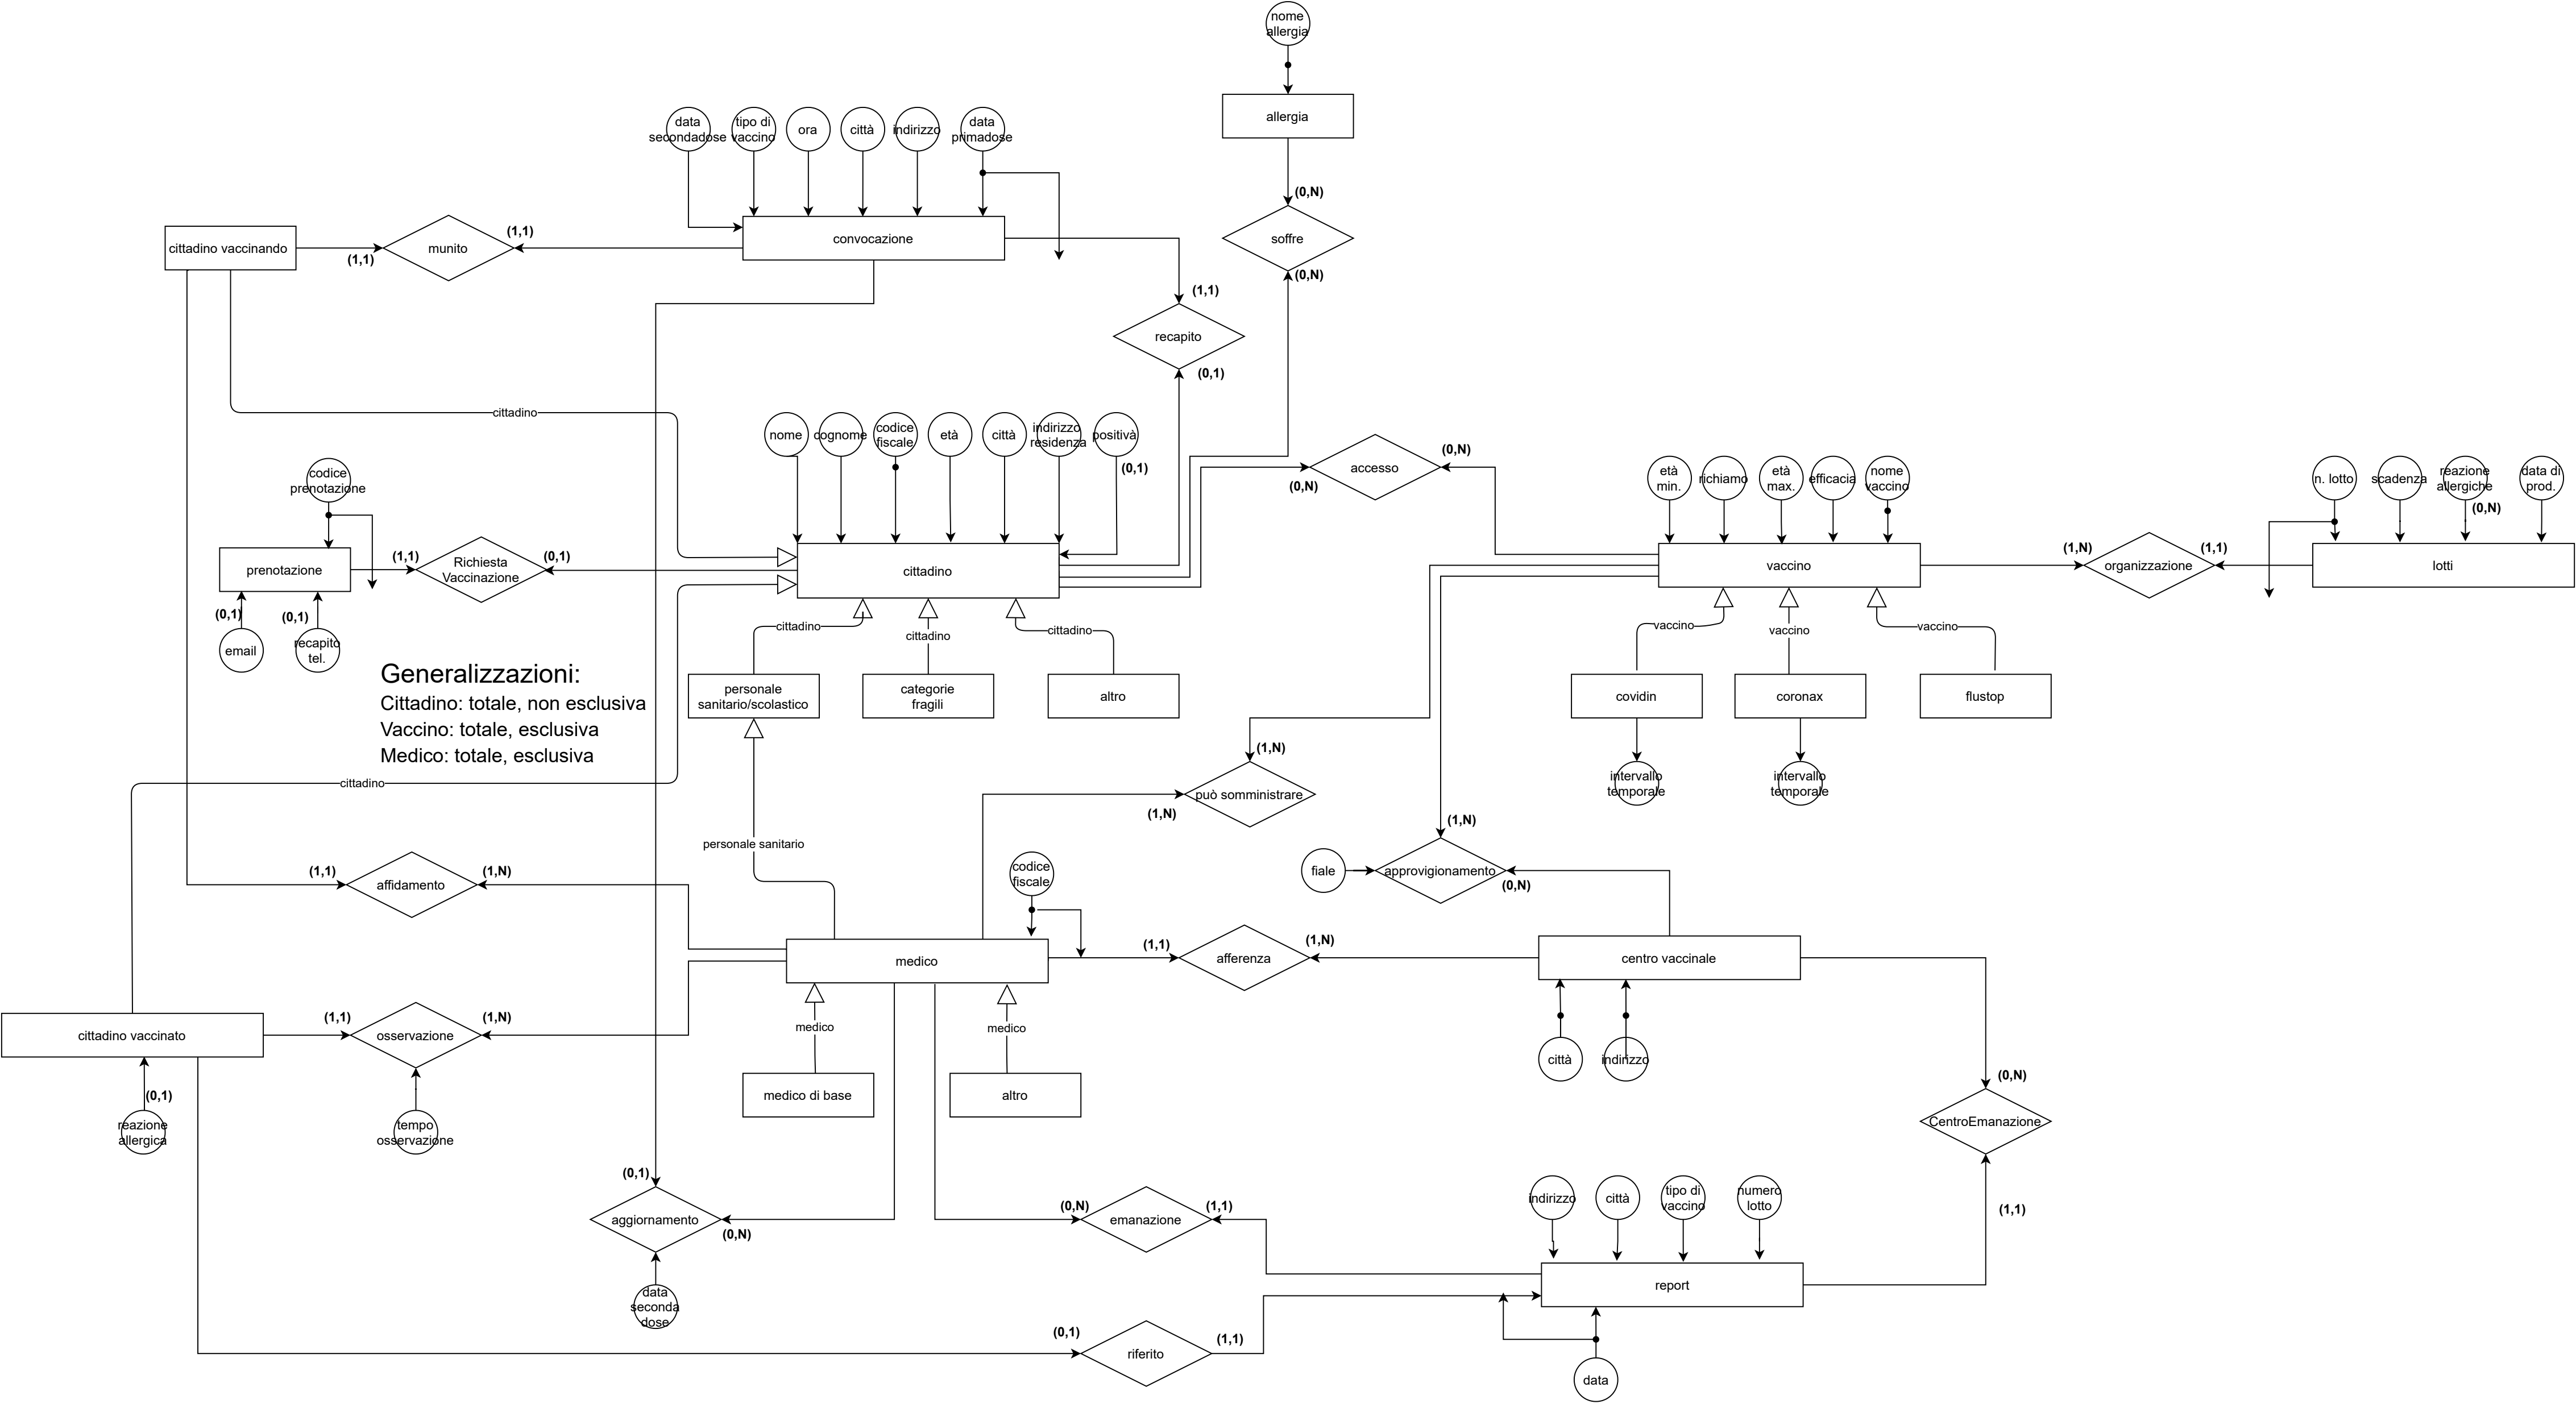 nome
allergia
allergia
data
secondadose
tipo di
vaccino
ora
città
indirizzo
data
primadose
(0,N)
cittadino vaccinando
munito
(1,1)
(1,1)
convocazione
soffre
(0,N)
(1,1)
recapito
(0,1)
cittadino
nome
cognome
codice
fiscale
età
città
indirizzo
residenza
positivà
(0,1)
accesso
(0,N)
(0,N)
età
min.
richiamo
età
max.
efficacia
nome
vaccino
n. lotto
scadenza
reazione
allergiche
(0,N)
data di
prod.
codice
prenotazione
prenotazione
(1,1)
Richiesta
Vaccinazione
(0,1)
cittadino
vaccino
(1,N)
organizzazione
(1,1)
lotti
(0,1)
email
(0,1)
recapito
tel.
cittadino
cittadino
cittadino
vaccino
vaccino
vaccino
Generalizzazioni:
Cittadino: totale, non esclusiva
Vaccino: totale, esclusiva
Medico: totale, esclusiva
personale
sanitario/scolastico
categorie
fragili
altro
covidin
coronax
flustop
cittadino
(1,N)
può somministrare
(1,N)
intervallo
temporale
intervallo
temporale
personale sanitario
(1,N)
(1,1)
affidamento
(1,N)
codice
fiscale
fiale
approvigionamento
(0,N)
medico
(1,1)
afferenza
(1,N)
centro vaccinale
cittadino vaccinato
(1,1)
osservazione
(1,N)
medico
medico
città
indirizzo
(0,1)
reazione
allergica
tempo
osservazione
medico di base
altro
(0,N)
CentroEmanazione
(0,1)
aggiornamento
(0,N)
(0,N)
emanazione
(1,1)
indirizzo
città
tipo di
vaccino
numero
lotto
(1,1)
report
data
seconda
dose
(0,1)
riferito
(1,1)
data